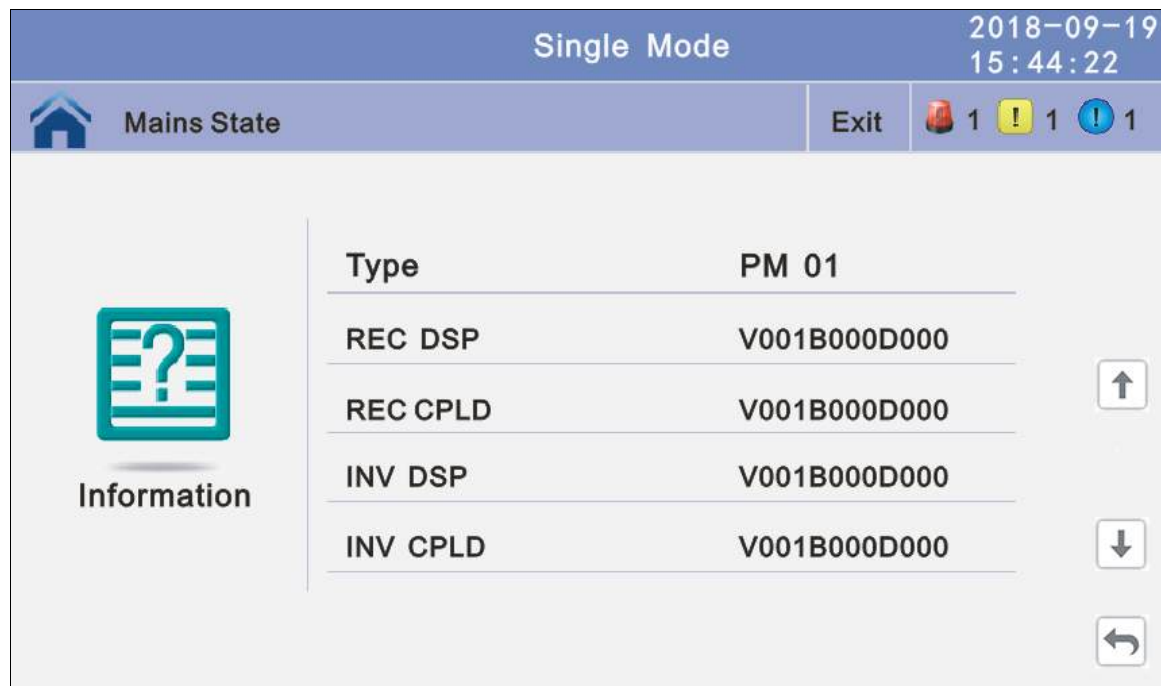 Single Mode
2018-09-19
15:44:22
Mains State
Exit
1
! 1
! 1
Type PM 01
REC DSP V001B000D000
REC CPLD V001B000D000
INV DSP V001B000D000
INV CPLD V001B000D000
?
Information